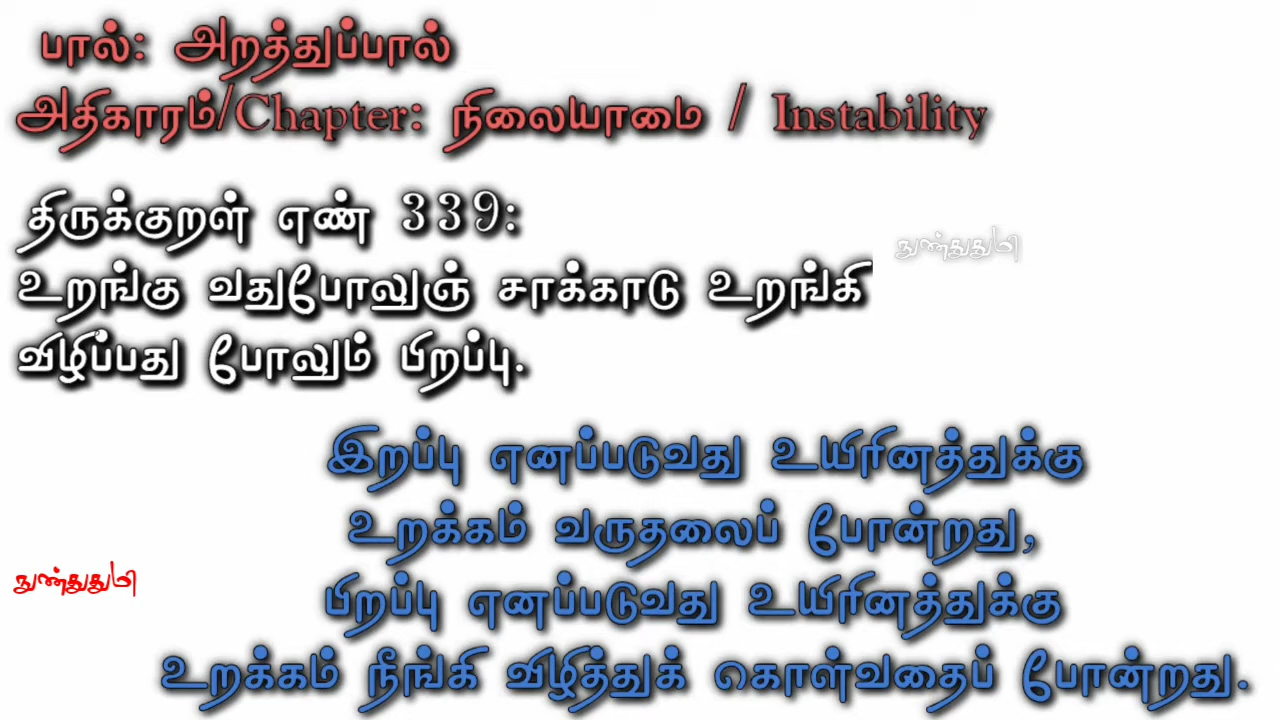 பால்: அறத்துப்பால்
அதிகாரம்/Chapter: நிலையாமை / Instability
திருக்குறள் எண் 339:
நுண்துதுமி
உறங்கு வதுபோலுஞ் சாக்காடு உறங்கி
விழிப்பது போலும் பிறப்பு.
இறப்பு எனப்படுவது உயிரினத்துக்கு
உறக்கம் வருதலைப் போன்றது,
நுண்துதுமி
பிறப்பு எனப்படுவது உயிரினத்துக்கு
உறக்கம் நீங்கி விழித்துக் கொள்வதைப் போன்றது.